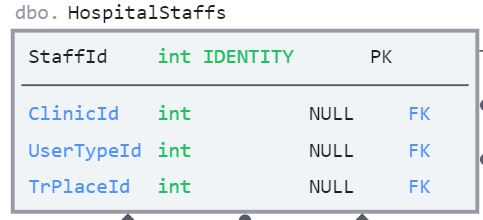 dbo. HospitalStaffs
StaffId int IDENTITY PK
ClinicId int NULL FK
UserTypeId int NULL FK
TrPlaceId int NULL FK